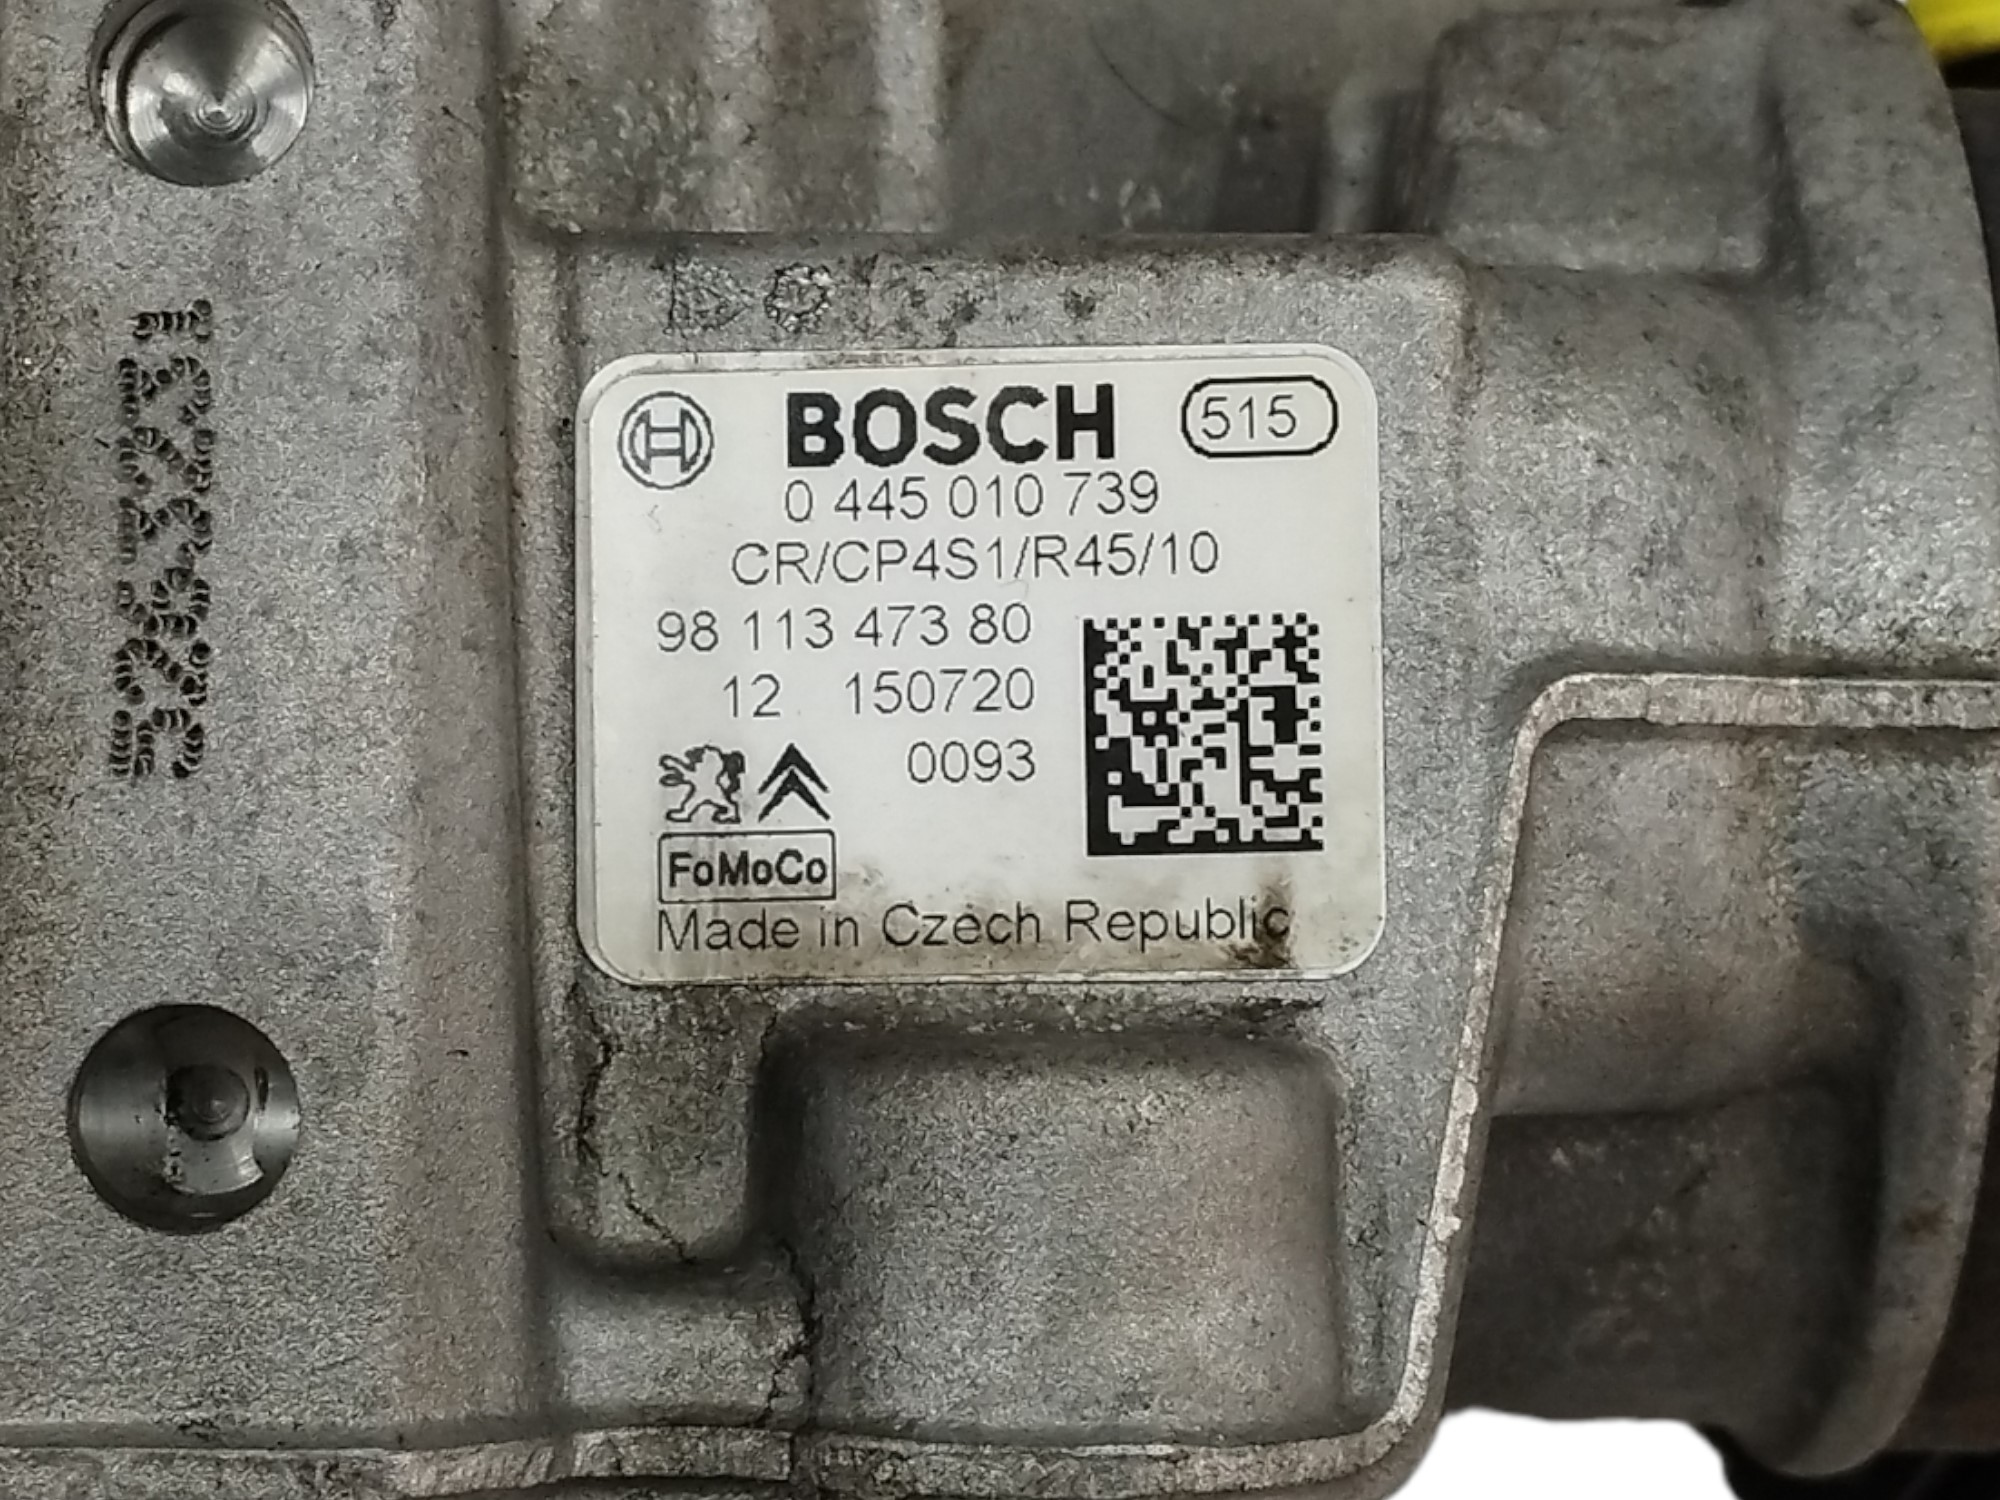 BOSCH 515
0 445 010 739
CR/CP4S1/R45/10
98 113 473 80
12 150720
0093
FoMoCo
Made in Czech Republic